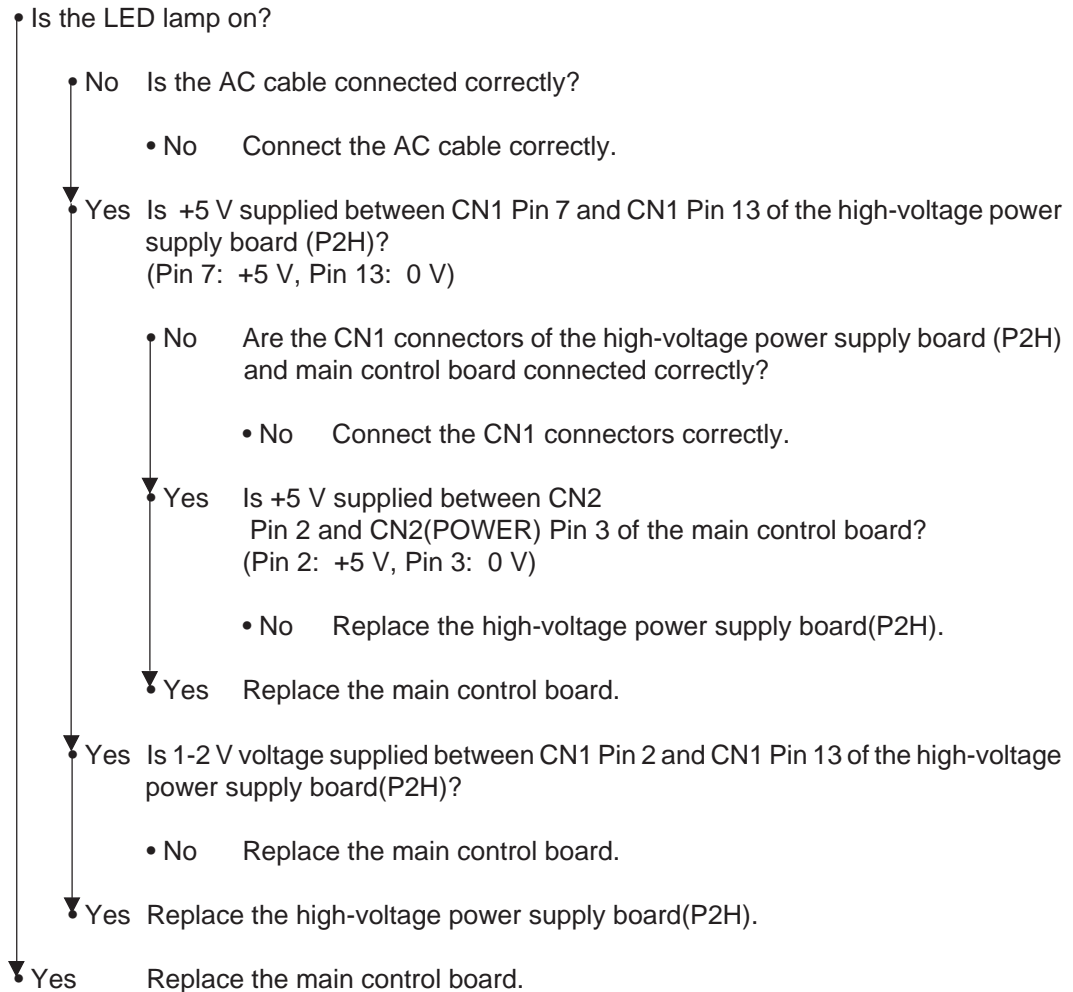 • Is the LED lamp on?
• No Is the AC cable connected correctly?
• No Connect the AC cable correctly.
• Yes Is +5 V supplied between CN1 Pin 7 and CN1 Pin 13 of the high-voltage power
supply board (P2H)?
(Pin 7: +5 V, Pin 13: 0 V)
• No Are the CN1 connectors of the high-voltage power supply board (P2H)
and main control board connected correctly?
• No Connect the CN1 connectors correctly.
• Yes Is +5 V supplied between CN2
Pin 2 and CN2(POWER) Pin 3 of the main control board?
(Pin 2: +5 V, Pin 3: 0 V)
• No Replace the high-voltage power supply board(P2H).
• Yes Replace the main control board.
• Yes Is 1-2 V voltage supplied between CN1 Pin 2 and CN1 Pin 13 of the high-voltage
power supply board(P2H)?
• No Replace the main control board.
• Yes Replace the high-voltage power supply board(P2H).
• Yes Replace the main control board.